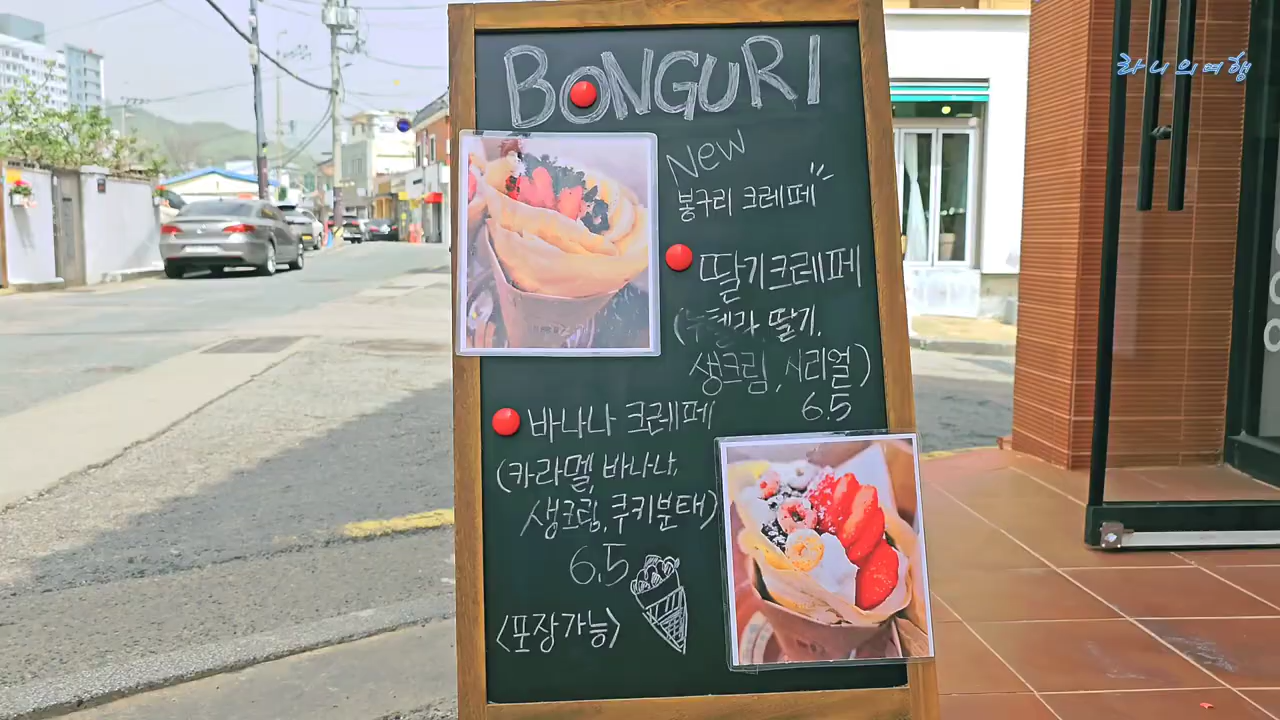 라니의여행
BONGURI
New
봉구리 크레페
딸기크레페
(누텔라, 딸기,
생크림, 시리얼)
6.5
바나나 크레페
(카라멜, 바나나,
생크림, 쿠키분태)
6.5
<포장가능>